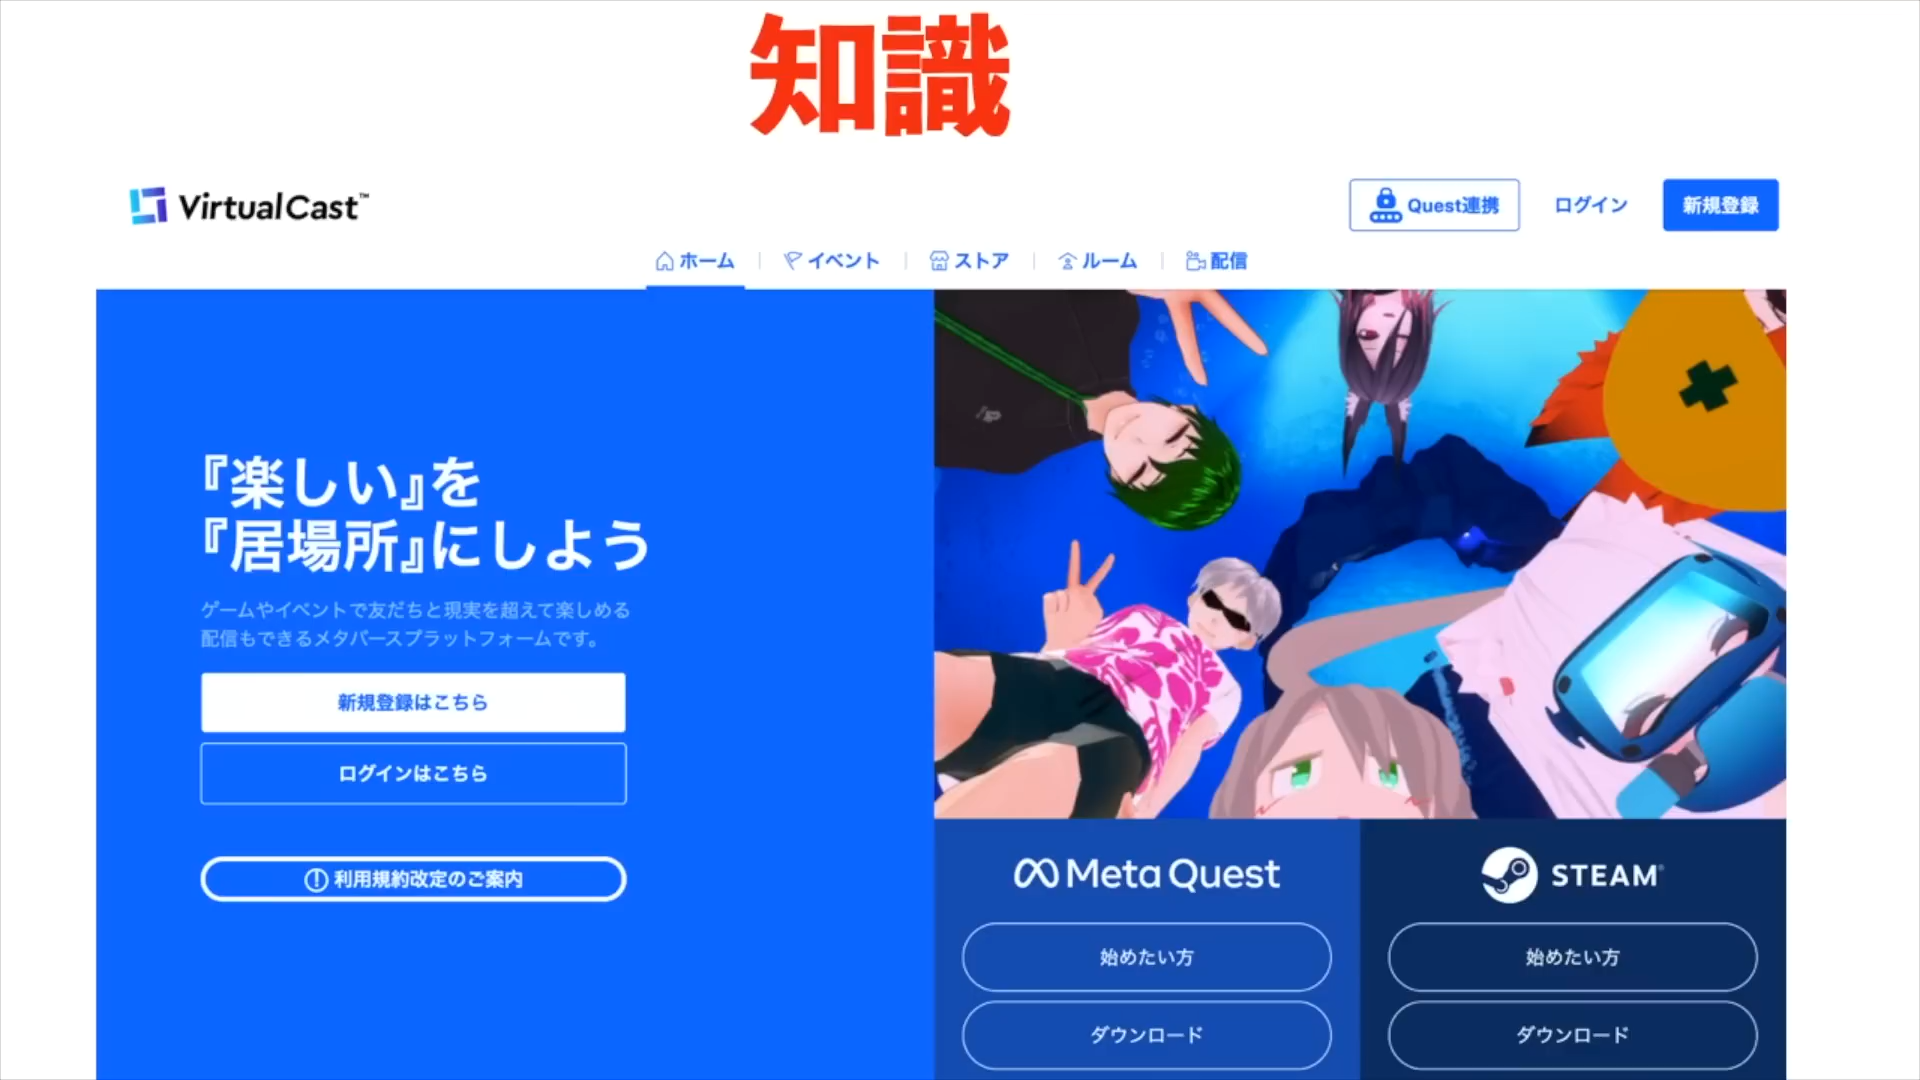 知識
VirtualCast™
Quest連携
ログイン
新規登録
ホーム
イベント
ストア
ルーム
配信
『楽しい』を
『居場所』にしよう
ゲームやイベントで友だちと現実を超えて楽しめる
配信もできるメタバースプラットフォームです。
新規登録はこちら
ログインはこちら
利用規約改定のご案内
Meta Quest
始めたい方
ダウンロード
STEAM®
始めたい方
ダウンロード